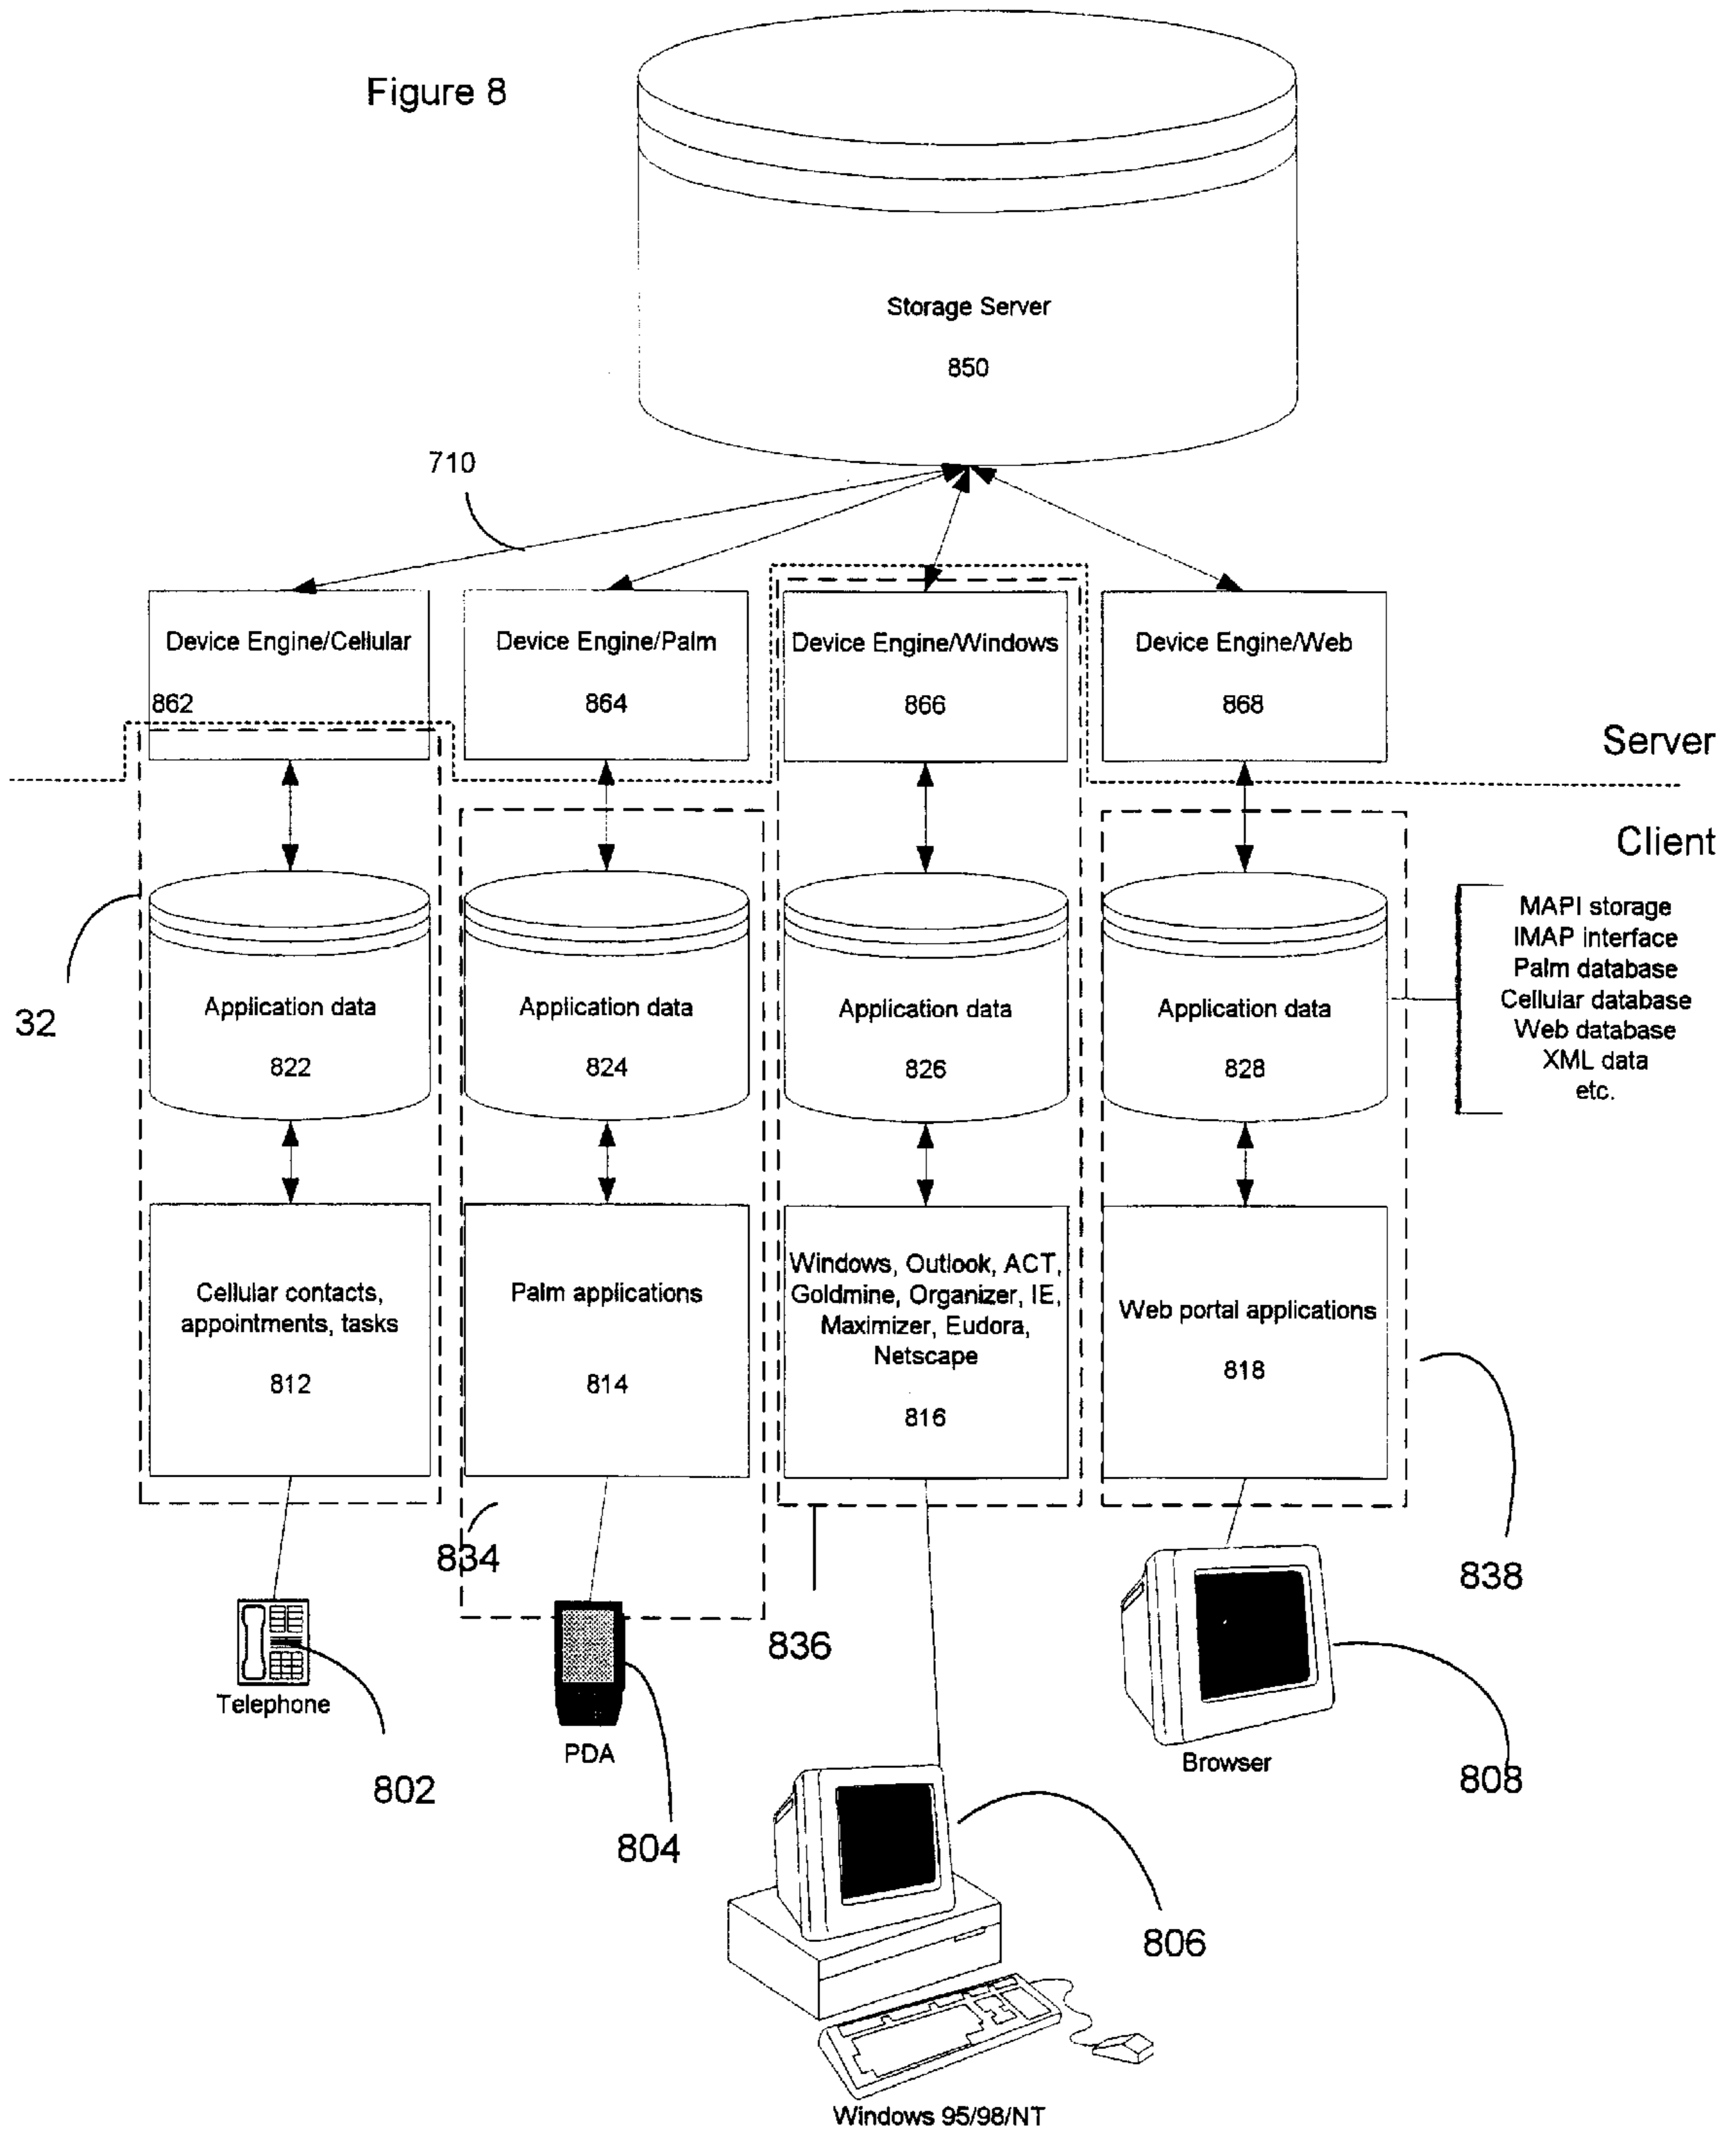 Figure 8
Storage Server
850
710
Device Engine/Cellular
862
Device Engine/Palm
864
Device Engine/Windows
866
Device Engine/Web
868
Server
Client
32
Application data
822
Application data
824
Application data
826
Application data
828
MAPI storage
IMAP interface
Palm database
Cellular database
Web database
XML data
etc.
Cellular contacts,
appointments, tasks
812
Palm applications
814
Windows, Outlook, ACT,
Goldmine, Organizer, IE,
Maximizer, Eudora,
Netscape
816
Web portal applications
818
834
836
838
Telephone
802
PDA
804
Browser
808
806
Windows 95/98/NT